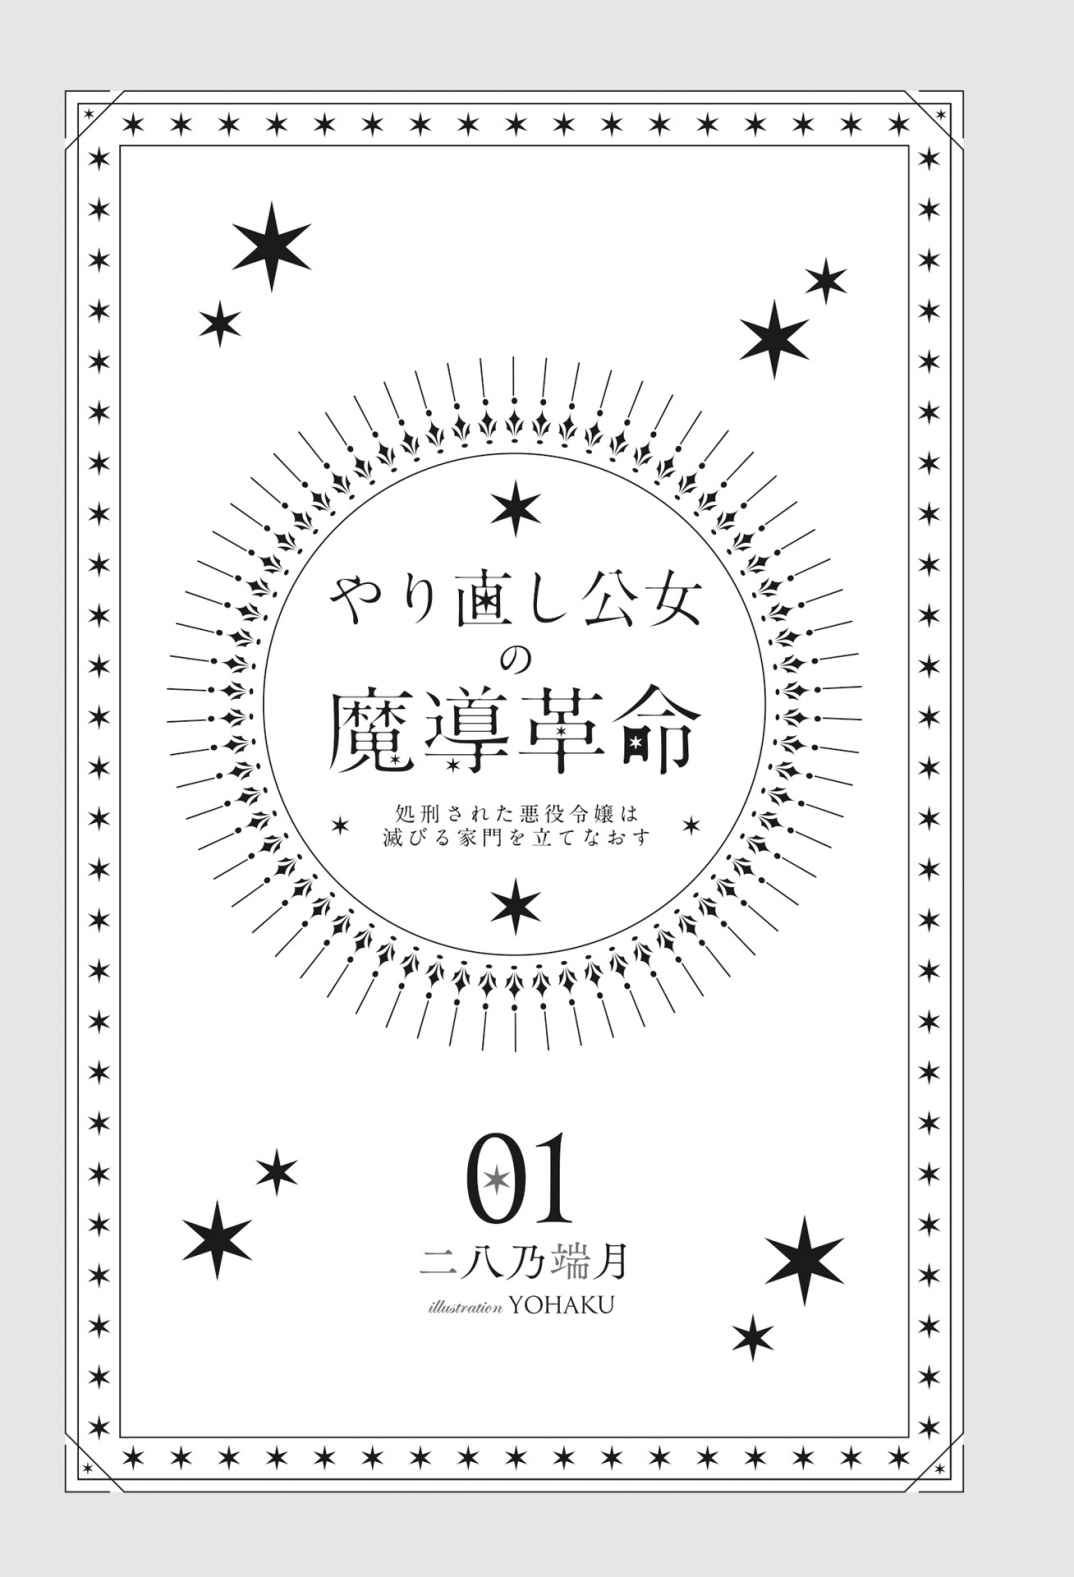 やり直し公女
の
魔導革命
処刑された悪役令嬢は
滅びる家門を立てなおす
01
二八乃端月
illustration YOHAKU